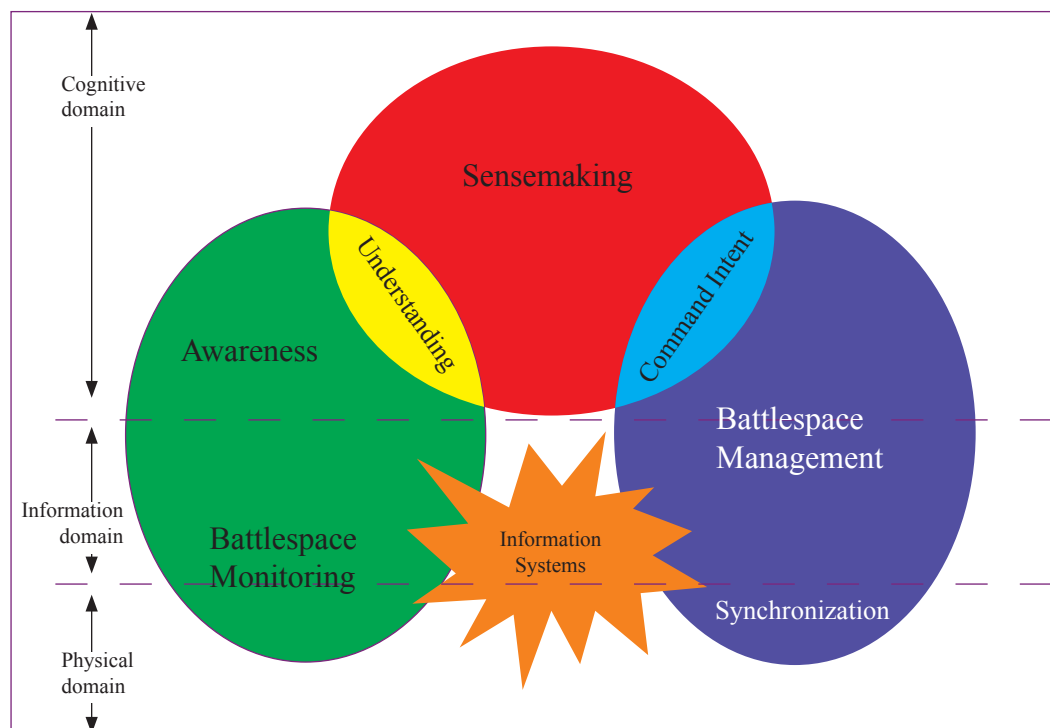 Cognitive
domain
Sensemaking
Understanding
Command Intent
Awareness
Battlespace
Management
Information
domain
Battlespace
Monitoring
Information
Systems
Synchronization
Physical
domain